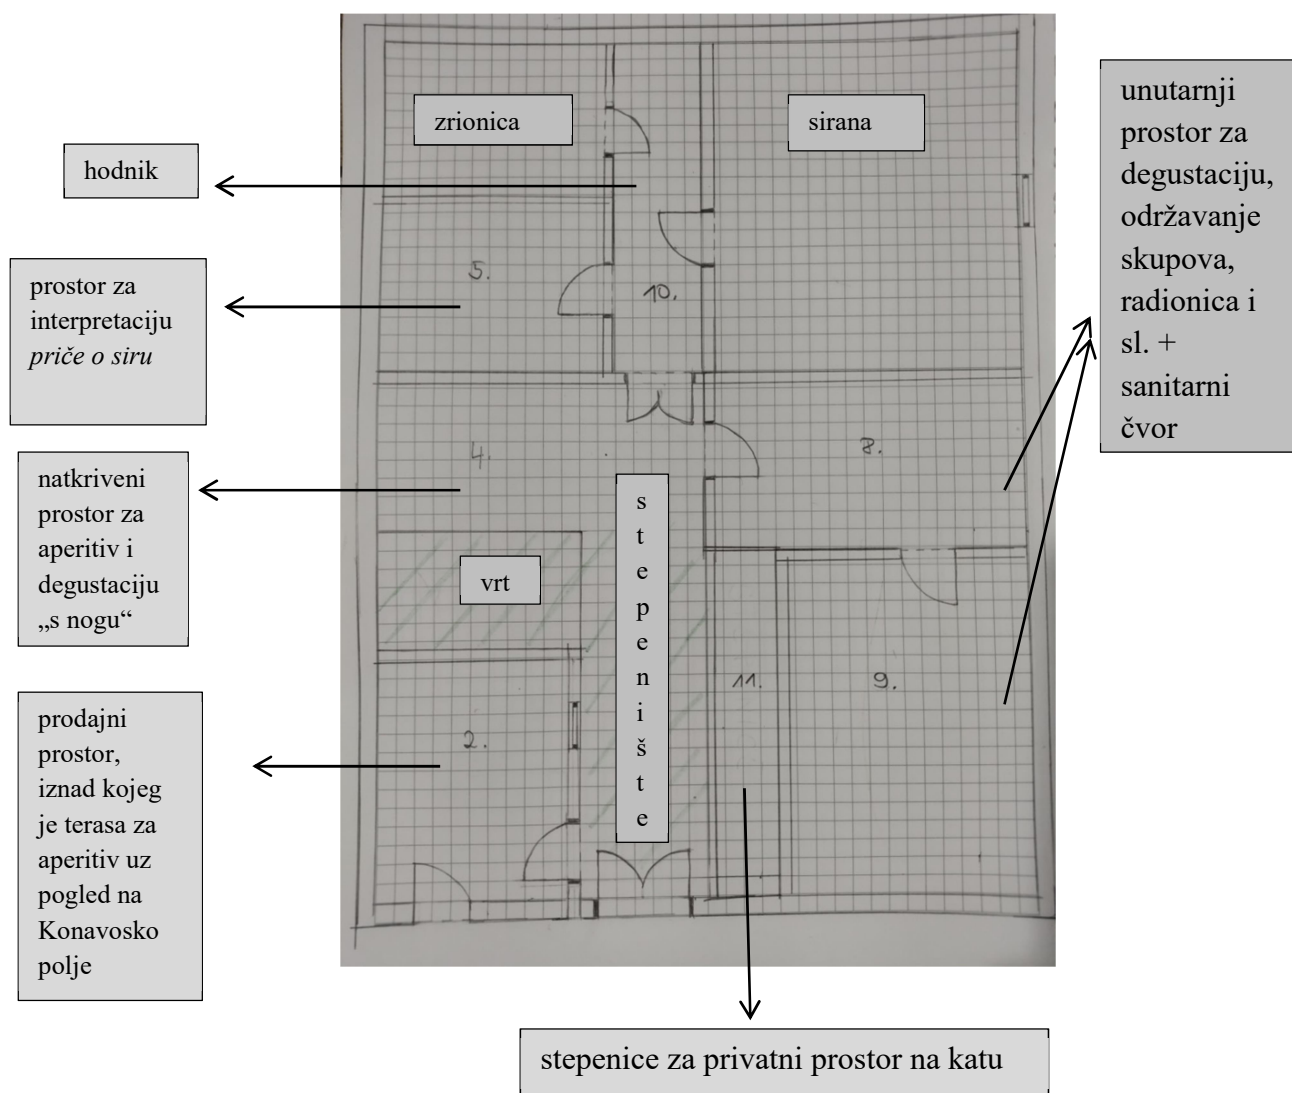 zrionica
sirana
hodnik
unutarnji
prostor za
degustaciju,
održavanje
skupova,
radionica i
sl. +
sanitarni
čvor
prostor za
interpretaciju
priče o siru
5.
10.
natkriveni
prostor za
aperitiv i
degustaciju
„s nogu“
4.
8.
stepenište
vrt
prodajni
prostor,
iznad kojeg
je terasa za
aperitiv uz
pogled na
Konavosko
polje
2.
11.
9.
stepenice za privatni prostor na katu